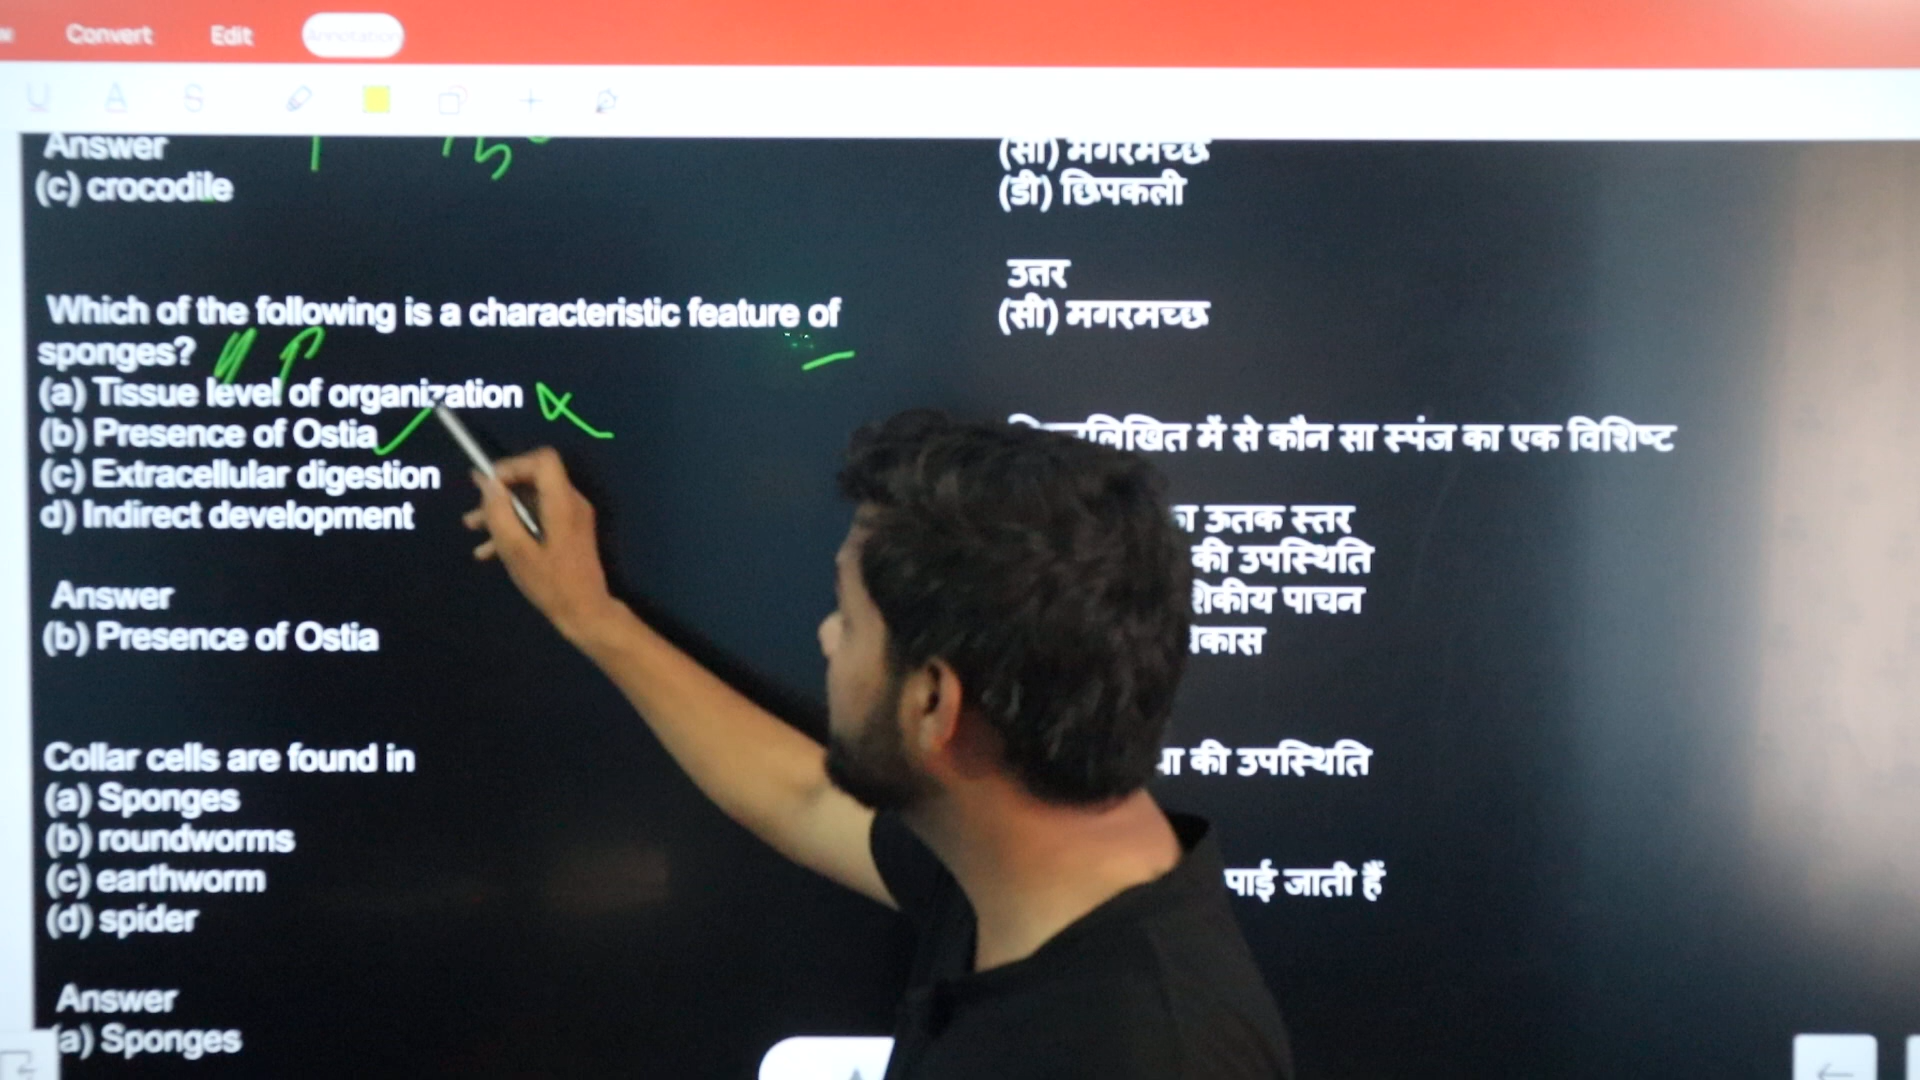 Convert Edit Annotation
U A S
Answer
(c) crocodile
Which of the following is a characteristic feature of
sponges?
(a) Tissue level of organization
(b) Presence of Ostia
(c) Extracellular digestion
d) Indirect development
Answer
(b) Presence of Ostia
Collar cells are found in
(a) Sponges
(b) roundworms
(c) earthworm
(d) spider
Answer
(a) Sponges
(सी) मगरमच्छ
(डी) छिपकली
उत्तर
(सी) मगरमच्छ
में से कौन सा स्पंज का एक विशिष्ट
ऊतक स्तर
की उपस्थिति
पाचन
की उपस्थिति
पाई जाती हैं